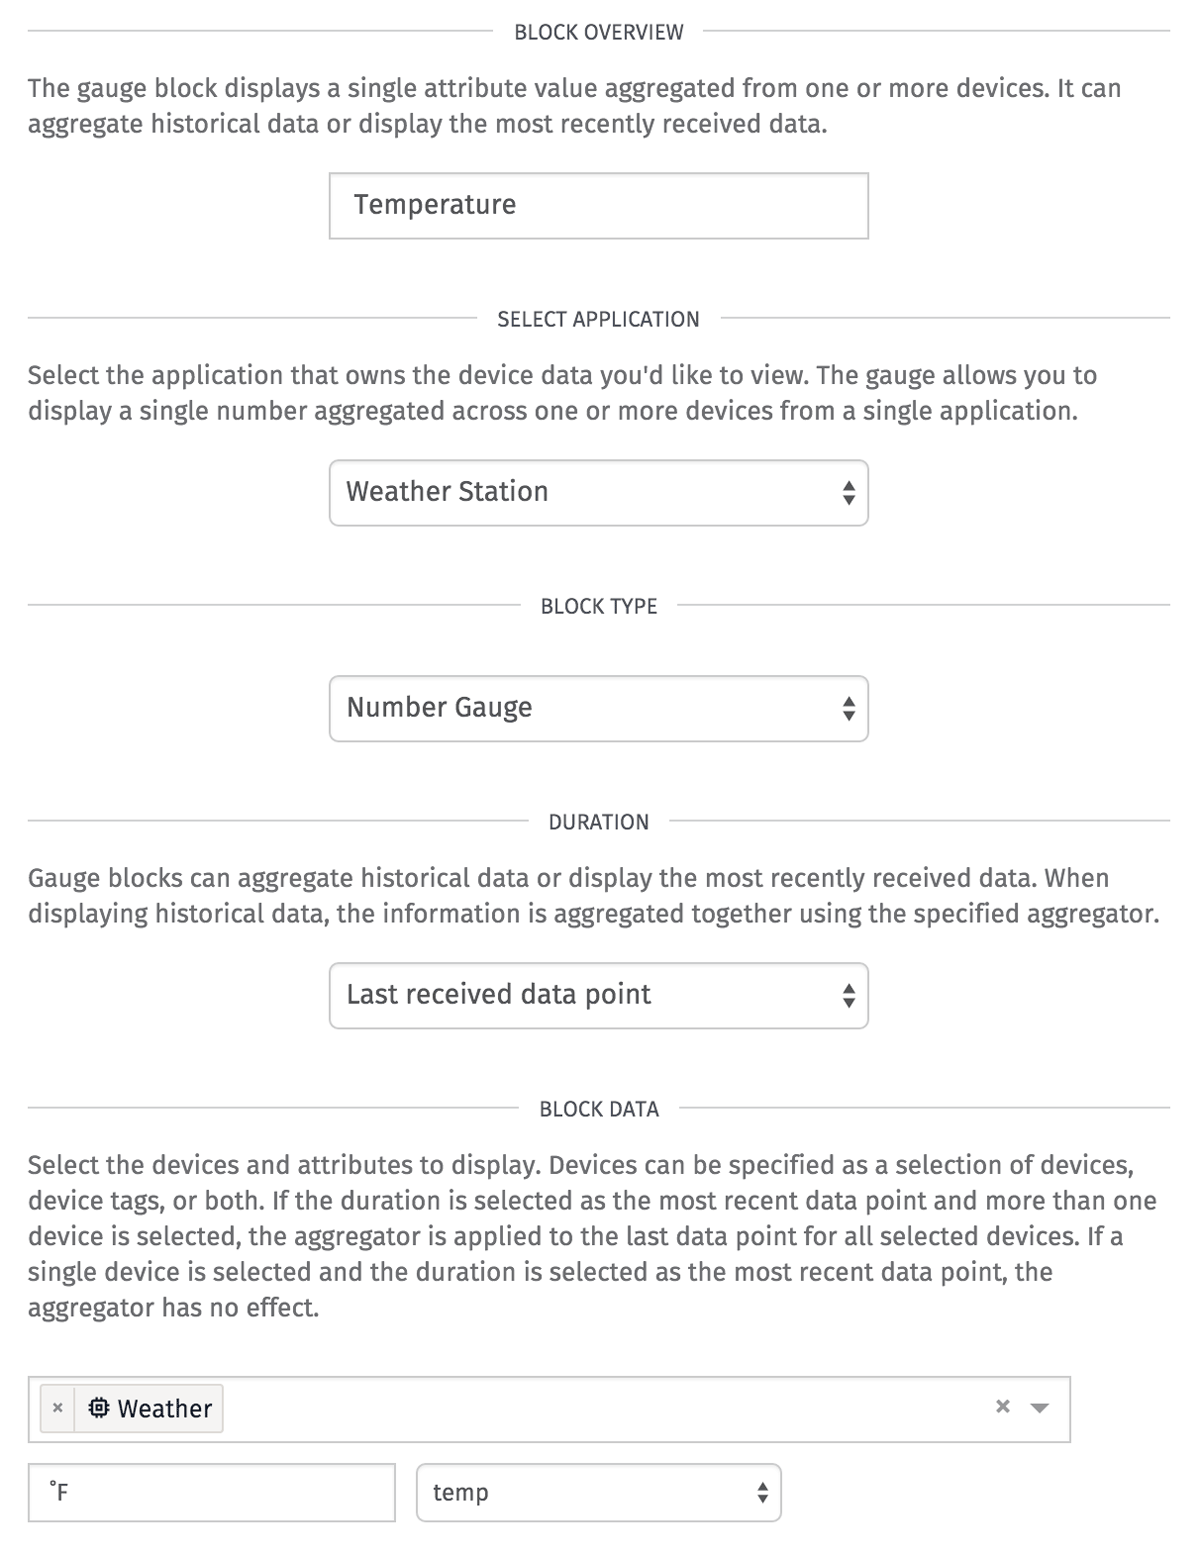 BLOCK OVERVIEW
The gauge block displays a single attribute value aggregated from one or more devices. It can
aggregate historical data or display the most recently received data.
Temperature
SELECT APPLICATION
Select the application that owns the device data you'd like to view. The gauge allows you to
display a single number aggregated across one or more devices from a single application.
Weather Station
BLOCK TYPE
Number Gauge
DURATION
Gauge blocks can aggregate historical data or display the most recently received data. When
displaying historical data, the information is aggregated together using the specified aggregator.
Last received data point
BLOCK DATA
Select the devices and attributes to display. Devices can be specified as a selection of devices,
device tags, or both. If the duration is selected as the most recent data point and more than one
device is selected, the aggregator is applied to the last data point for all selected devices. If a
single device is selected and the duration is selected as the most recent data point, the
aggregator has no effect.
× Weather ×
˚F temp